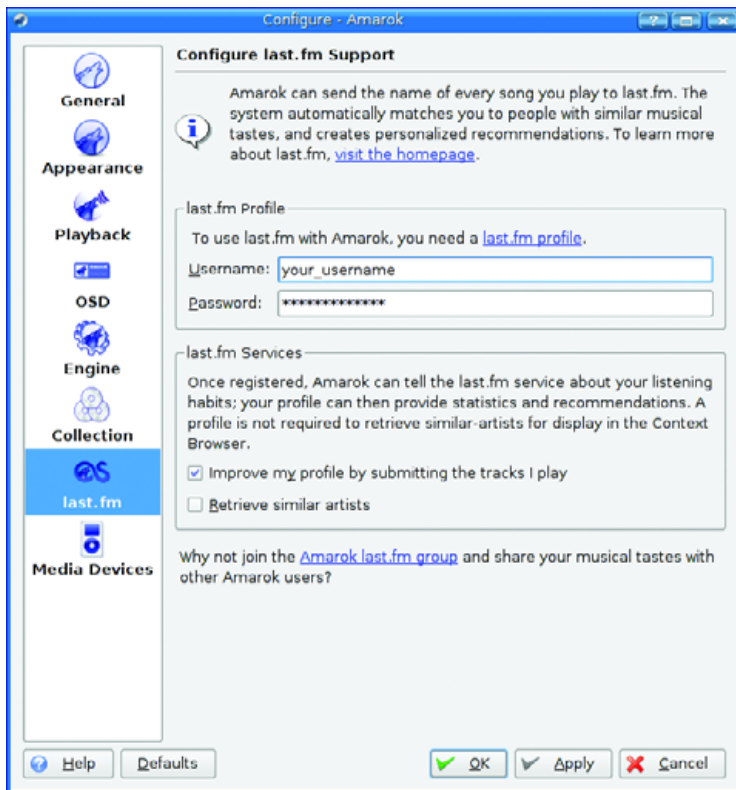 Configure - Amarok
General
Appearance
Playback
OSD
Engine
Collection
last.fm
Media Devices
Configure last.fm Support
Amarok can send the name of every song you play to last.fm. The
system automatically matches you to people with similar musical
tastes, and creates personalized recommendations. To learn more
about last.fm, visit the homepage.
last.fm Profile
To use last.fm with Amarok, you need a last.fm profile.
Username: your_username
Password: *************
last.fm Services
Once registered, Amarok can tell the last.fm service about your listening
habits; your profile can then provide statistics and recommendations. A
profile is not required to retrieve similar-artists for display in the Context
Browser.
Improve my profile by submitting the tracks I play
Retrieve similar artists
Why not join the Amarok last.fm group and share your musical tastes with
other Amarok users?
Help Defaults OK Apply Cancel